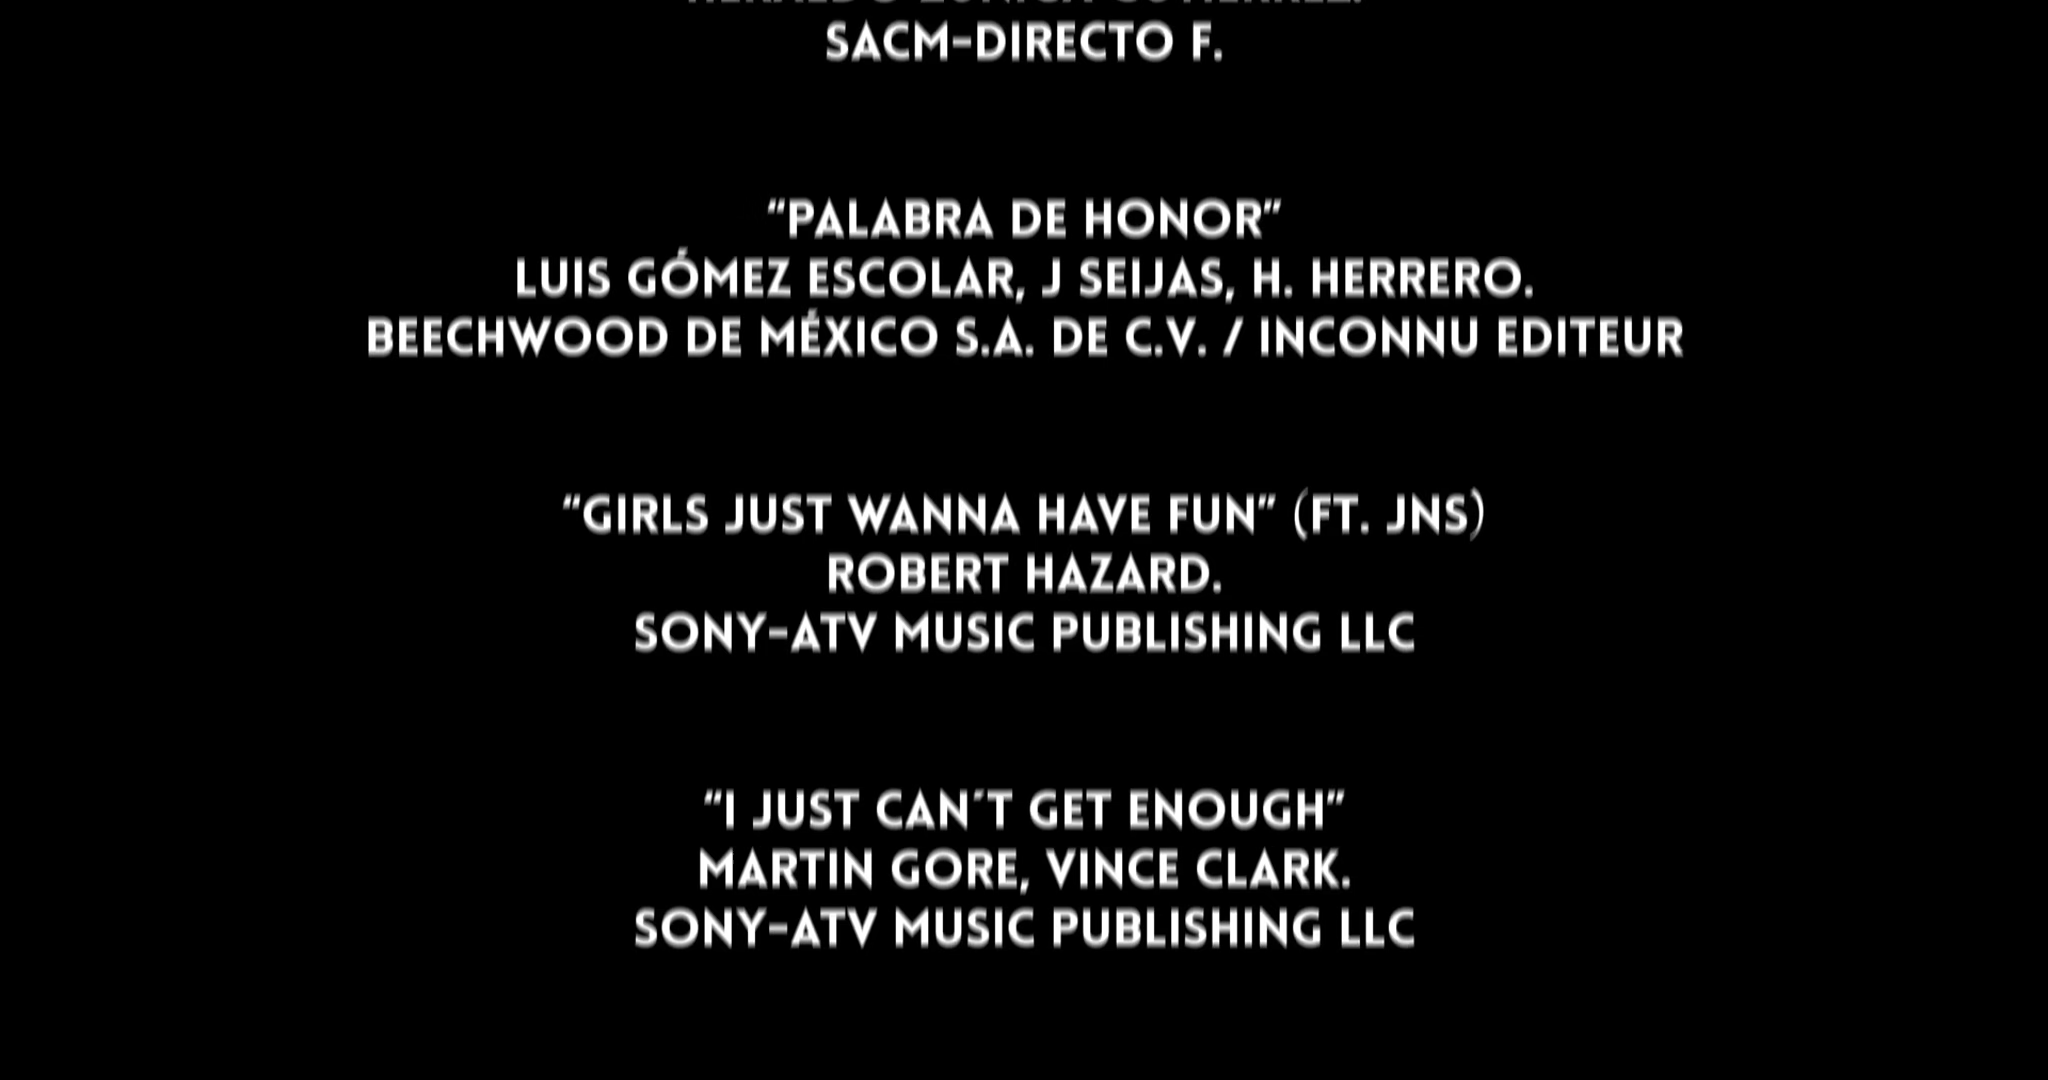 SACM-DIRECTO F.
"PALABRA DE HONOR"
LUIS GÓMEZ ESCOLAR, J SEIJAS, H. HERRERO.
BEECHWOOD DE MÉXICO S.A. DE C.V. / INCONNU EDITEUR
"GIRLS JUST WANNA HAVE FUN" (FT. JNS)
ROBERT HAZARD.
SONY-ATV MUSIC PUBLISHING LLC
"I JUST CAN´T GET ENOUGH"
MARTIN GORE, VINCE CLARK.
SONY-ATV MUSIC PUBLISHING LLC